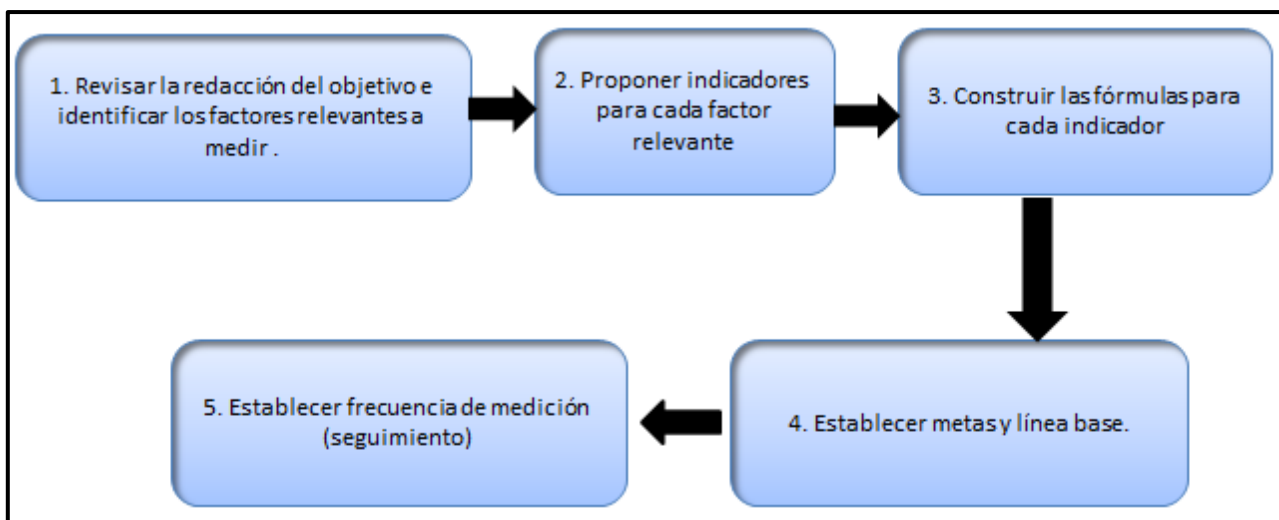 1. Revisar la redacción del objetivo e
identificar los factores relevantes a
medir .
2. Proponer indicadores
para cada factor
relevante
3. Construir las fórmulas para
cada indicador
4. Establecer metas y línea base.
5. Establecer frecuencia de medición
(seguimiento)